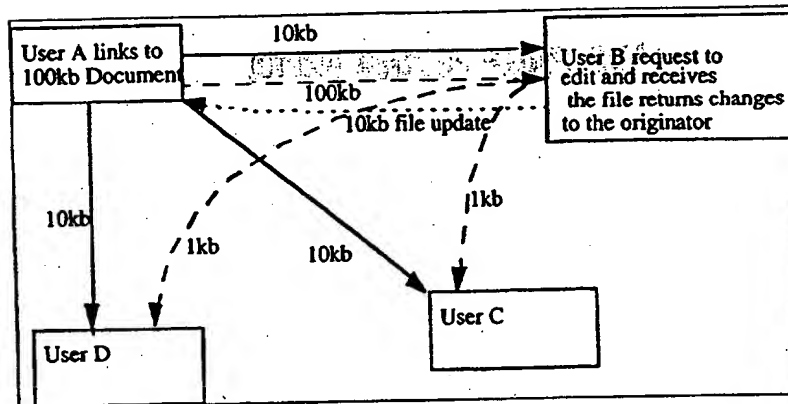 10kb
User A links to
100kb Document
User B request to
edit and receives
the file returns changes
to the originator
100kb
10kb file update
10kb
1kb
10kb
1kb
User C
User D